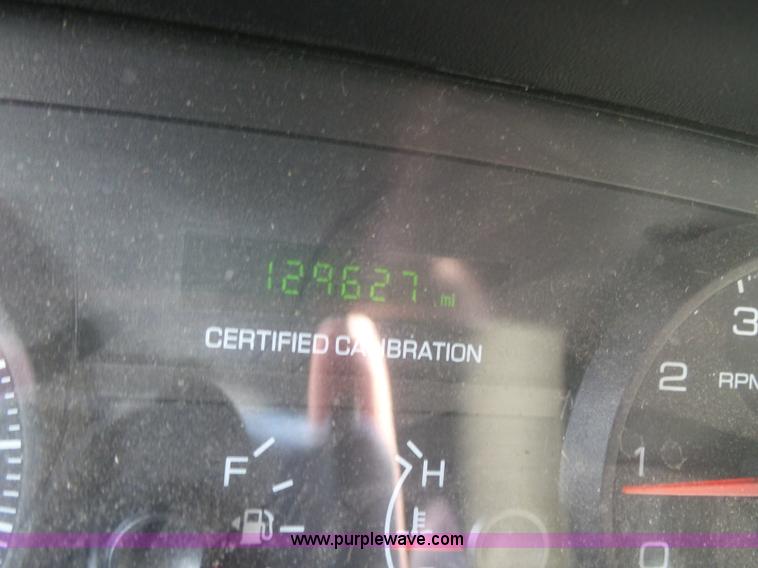 129627 mi
CERTIFIED CALIBRATION
3
2
RPM
F
H
1
0
www.purplewave.com